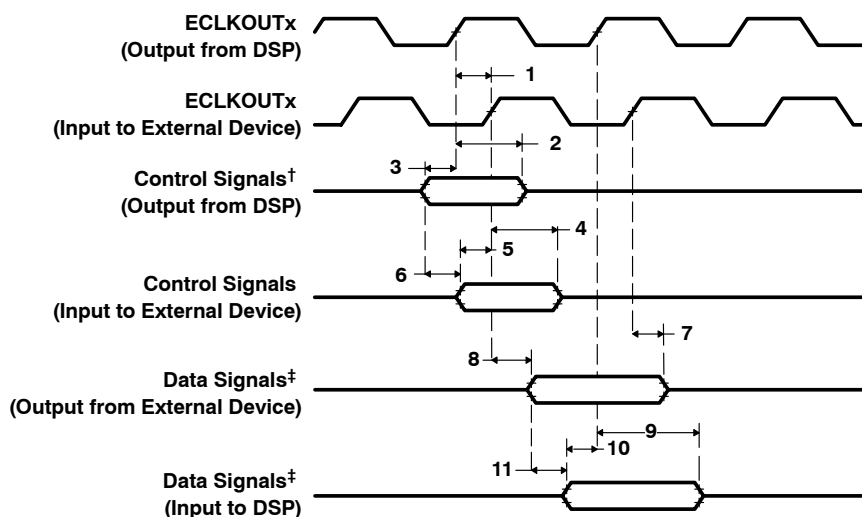 ECLKOUTx
(Output from DSP)
1
ECLKOUTx
(Input to External Device)
2
3
Control Signals†
(Output from DSP)
4
5
6
Control Signals
(Input to External Device)
7
8
Data Signals‡
(Output from External Device)
9
10
11
Data Signals‡
(Input to DSP)